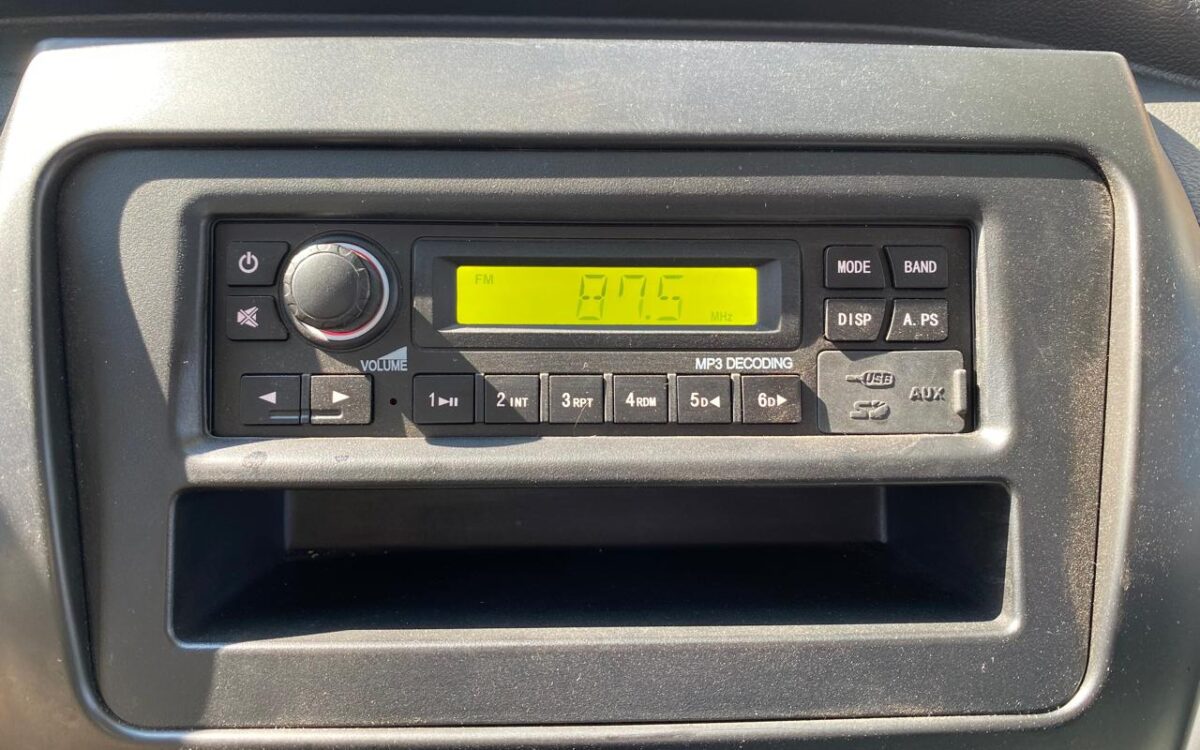 FM 87.5 MHz
MODE BAND
DISP A.PS
VOLUME
MP3 DECODING
1 2 INT 3 RPT 4 RDM 5 D 6 D
USB
SD
AUX